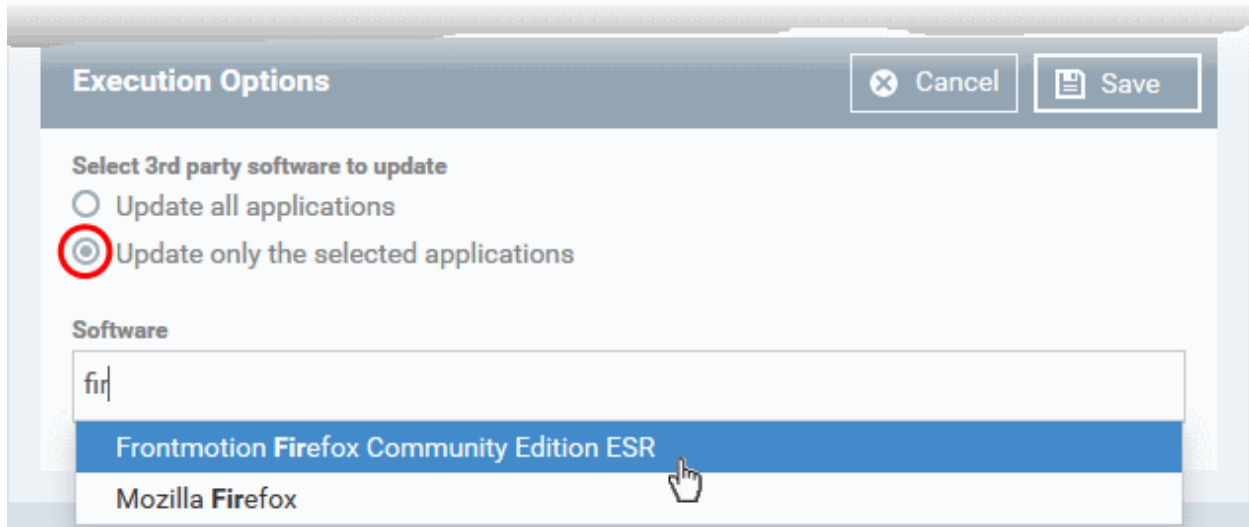 Execution Options
Cancel
Save
Select 3rd party software to update
Update all applications
Update only the selected applications
Software
fir
Frontmotion Firefox Community Edition ESR
Mozilla Firefox